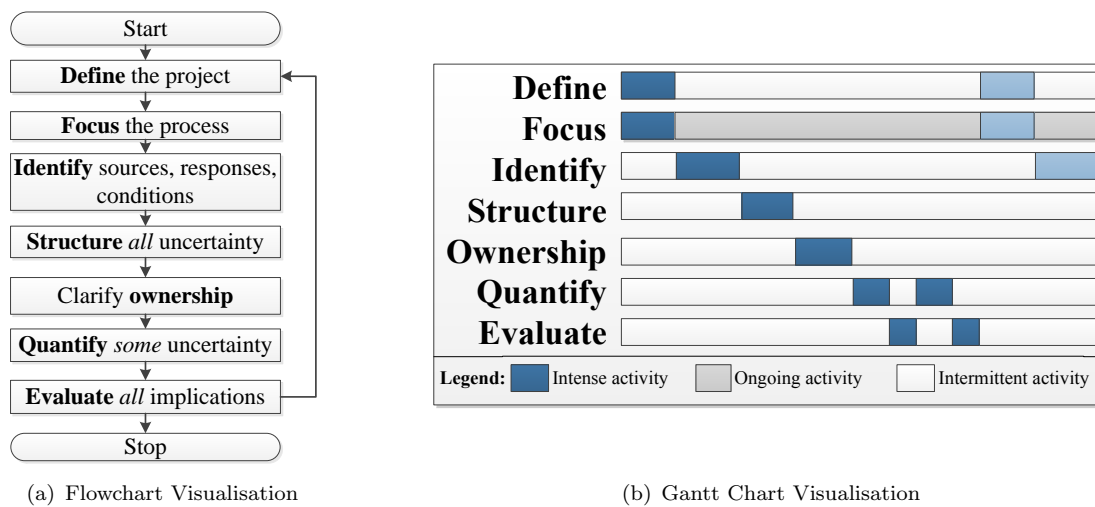 Start
Define the project
Focus the process
Identify sources, responses,
conditions
Structure all uncertainty
Clarify ownership
Quantify some uncertainty
Evaluate all implications
Stop
(a) Flowchart Visualisation
Define
Focus
Identify
Structure
Ownership
Quantify
Evaluate
Legend: Intense activity Ongoing activity Intermittent activity
(b) Gantt Chart Visualisation